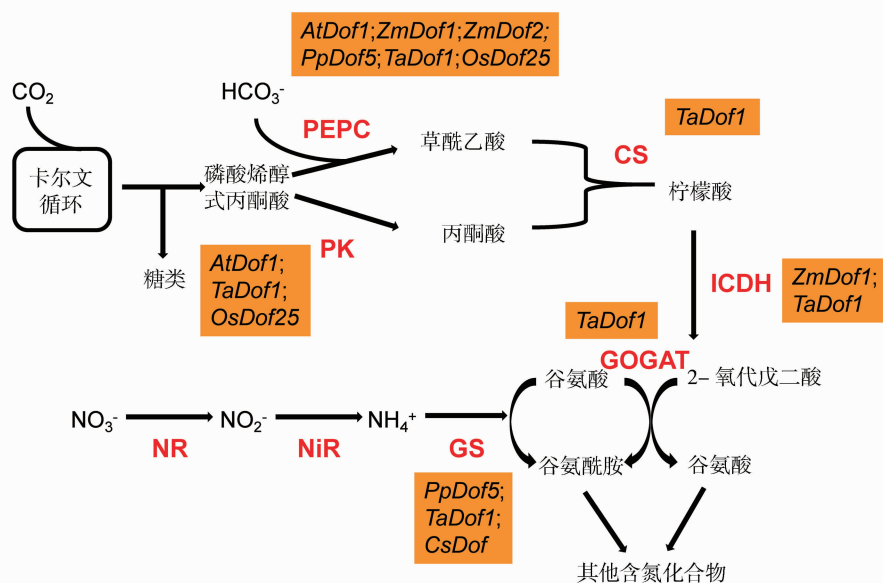 AtDof1;ZmDof1;ZmDof2;
PpDof5;TaDof1;OsDof25
CO₂
HCO₃⁻
PEPC
草酰乙酸
TaDof1
CS
卡尔文
循环
磷酸烯醇
式丙酮酸
柠檬酸
丙酮酸
PK
糖类
AtDof1;
TaDof1;
OsDof25
ICDH
ZmDof1;
TaDof1
TaDof1
GOGAT
谷氨酸
2-氧代戊二酸
NO₃⁻
NO₂⁻
NH₄⁺
NR
NiR
GS
谷氨酰胺
谷氨酸
PpDof5;
TaDof1;
CsDof
其他含氮化合物